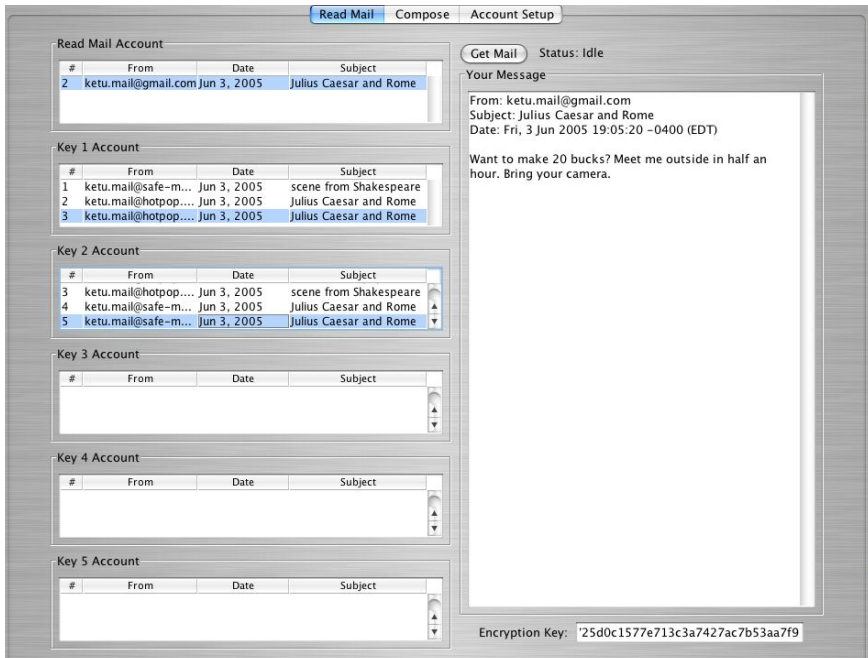 Read Mail Compose Account Setup
Read Mail Account
# From Date Subject
2 ketu.mail@gmail.com Jun 3, 2005 Julius Caesar and Rome
Key 1 Account
# From Date Subject
1 ketu.mail@safe-m... Jun 3, 2005 scene from Shakespeare
2 ketu.mail@hotpop.... Jun 3, 2005 Julius Caesar and Rome
3 ketu.mail@hotpop.... Jun 3, 2005 Julius Caesar and Rome
Key 2 Account
# From Date Subject
3 ketu.mail@hotpop.... Jun 3, 2005 scene from Shakespeare
4 ketu.mail@safe-m... Jun 3, 2005 Julius Caesar and Rome
5 ketu.mail@safe-m... Jun 3, 2005 Julius Caesar and Rome
Key 3 Account
# From Date Subject
Key 4 Account
# From Date Subject
Key 5 Account
# From Date Subject
Get Mail Status: Idle
Your Message
From: ketu.mail@gmail.com
Subject: Julius Caesar and Rome
Date: Fri, 3 Jun 2005 19:05:20 -0400 (EDT)
Want to make 20 bucks? Meet me outside in half an
hour. Bring your camera.
Encryption Key: '25d0c1577e713c3a7427ac7b53aa7f9